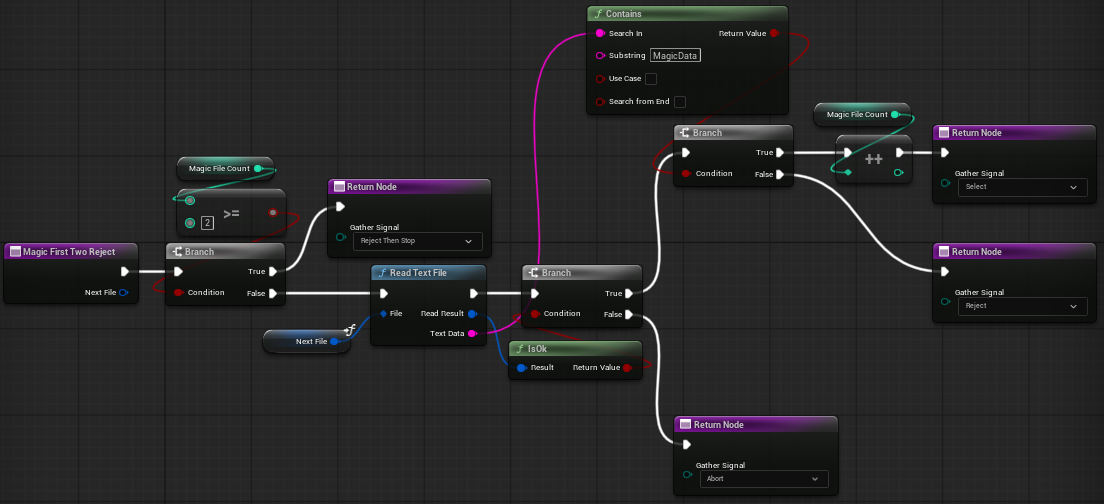 Contains
Search In
Return Value
Substring
MagicData
Use Case
Search from End
Magic File Count
Branch
True
Condition
False
++
Return Node
Gather Signal
Select
Magic File Count
>=
2
Return Node
Gather Signal
Reject Then Stop
Magic First Two Reject
Next File
Branch
True
Condition
False
Read Text File
File
Read Result
Text Data
Next File
f
Branch
True
Condition
False
IsOk
Result
Return Value
Return Node
Gather Signal
Reject
Return Node
Gather Signal
Abort